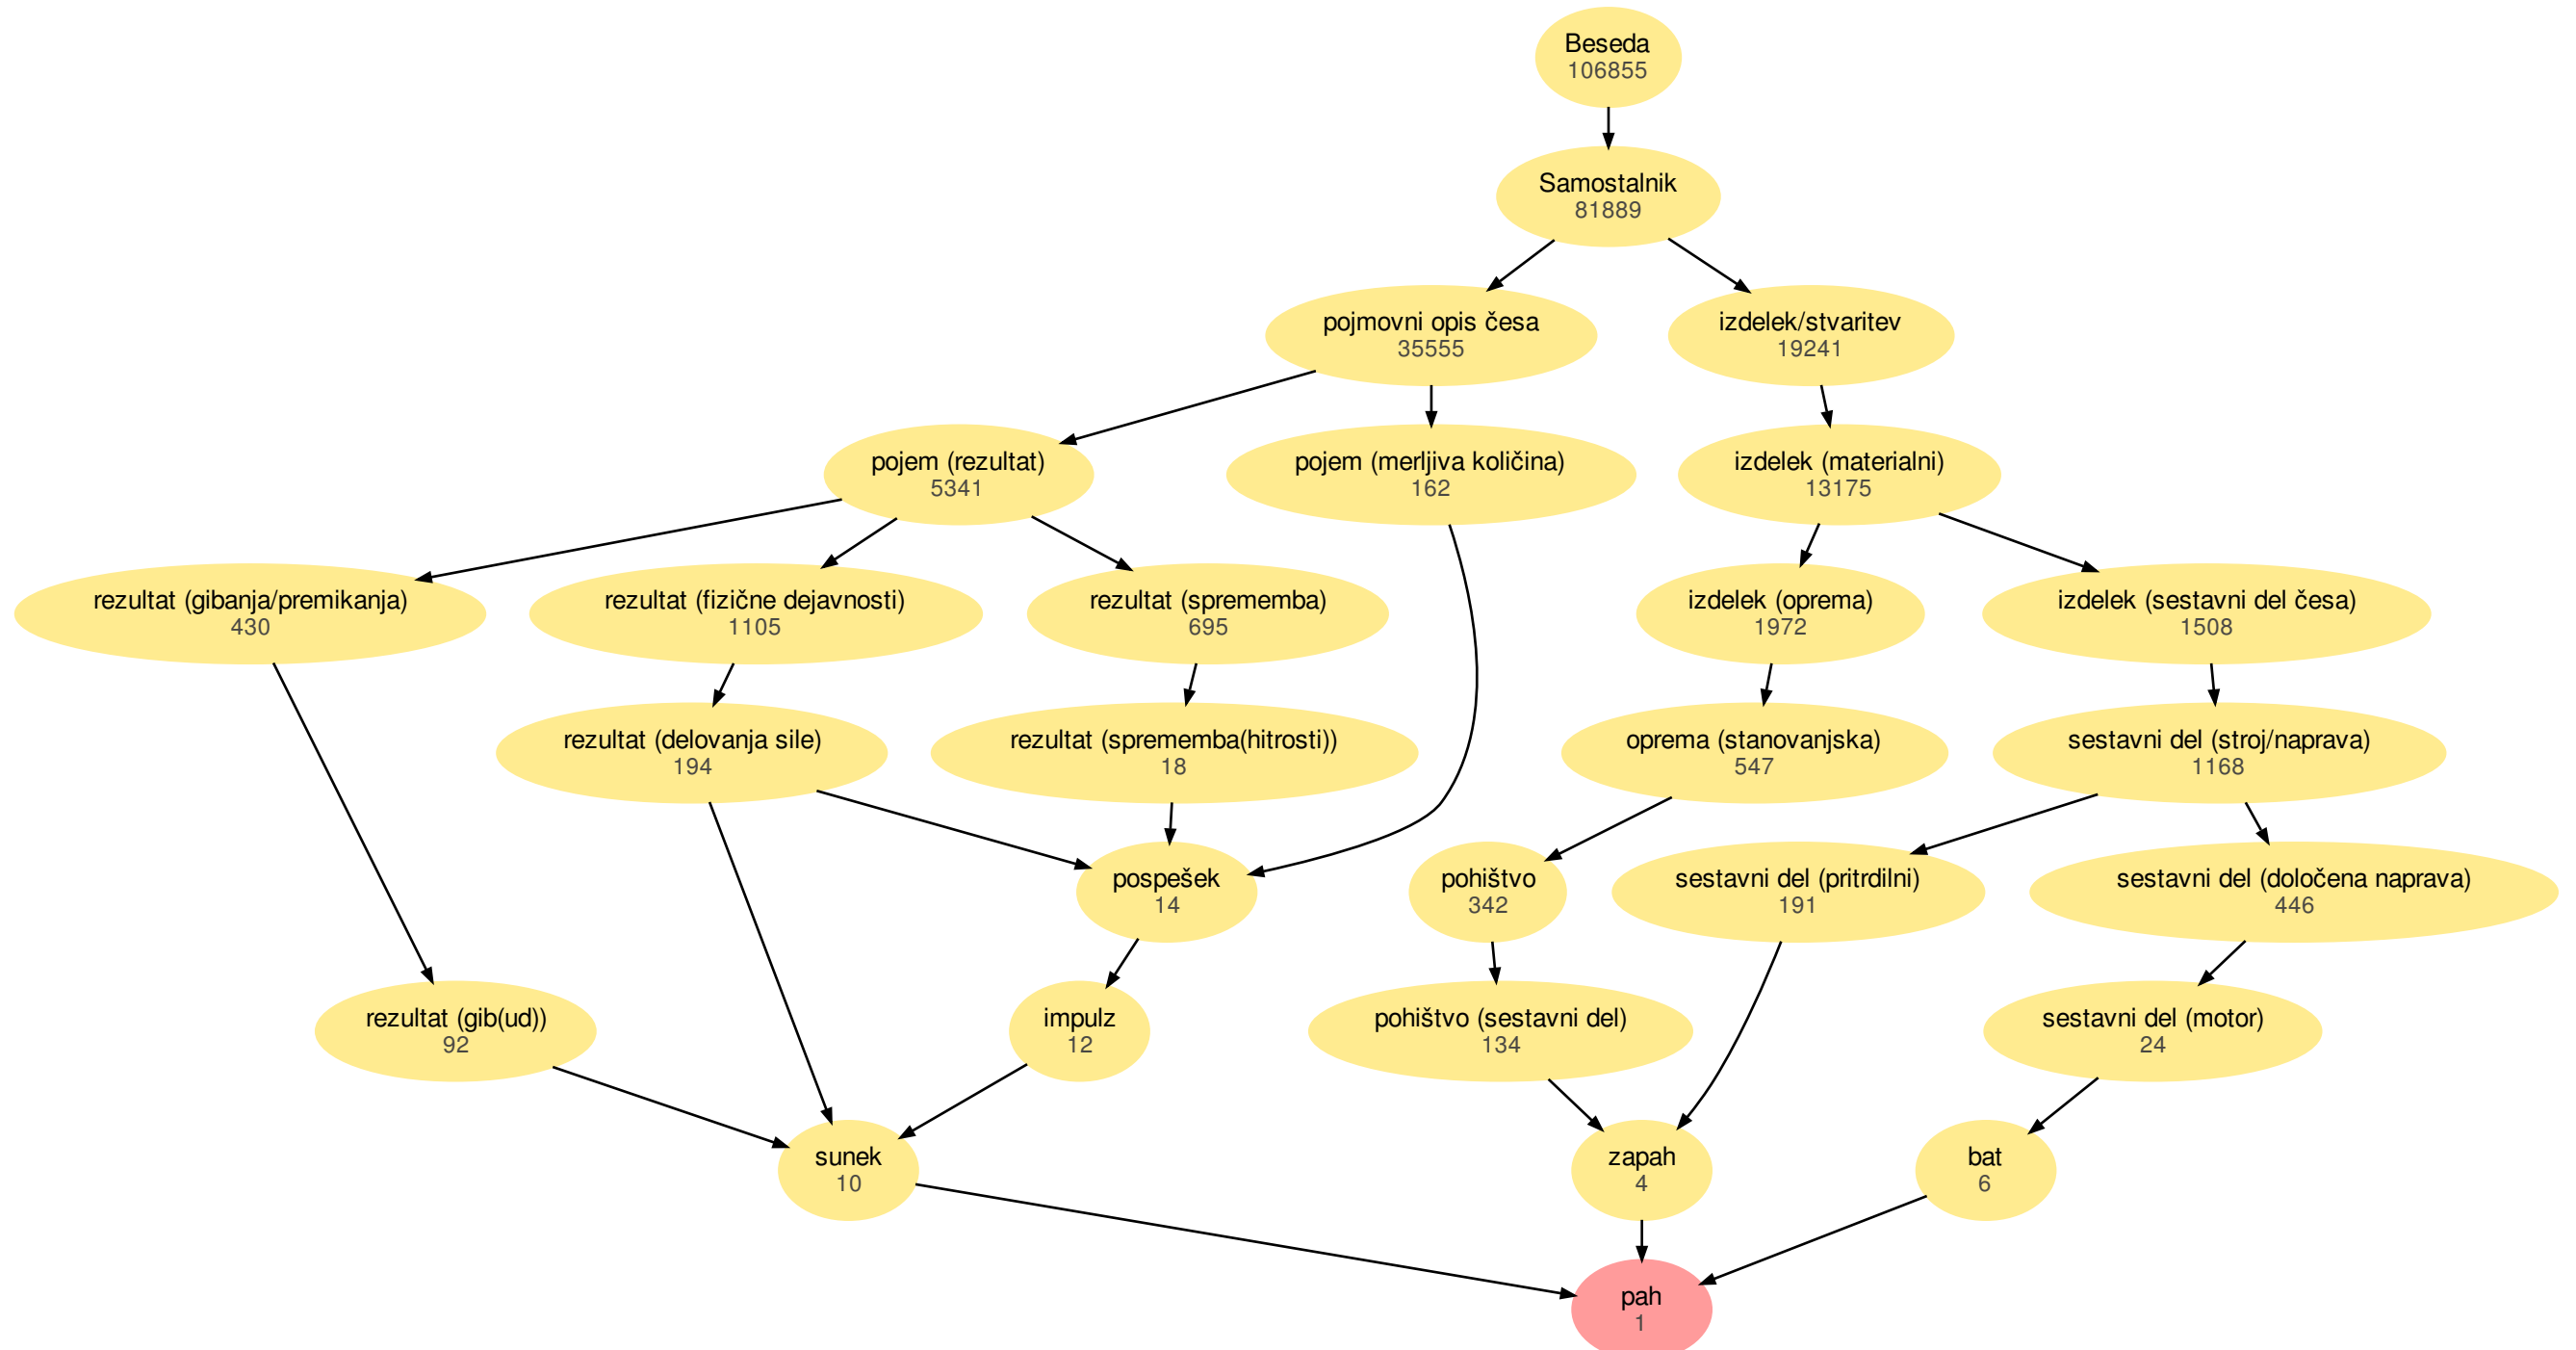 Beseda
106855
Samostalnik
81889
pojmovni opis česa
35555
izdelek/stvaritev
19241
pojem (rezultat)
5341
pojem (merljiva količina)
162
izdelek (materialni)
13175
rezultat (gibanja/premikanja)
430
rezultat (fizične dejavnosti)
1105
rezultat (sprememba)
695
izdelek (oprema)
1972
izdelek (sestavni del česa)
1508
rezultat (delovanja sile)
194
rezultat (sprememba(hitrosti))
18
oprema (stanovanjska)
547
sestavni del (stroj/naprava)
1168
pospešek
14
pohištvo
342
sestavni del (pritrdilni)
191
sestavni del (določena naprava)
446
rezultat (gib(ud))
92
impulz
12
pohištvo (sestavni del)
134
sestavni del (motor)
24
sunek
10
zapah
4
bat
6
pah
1